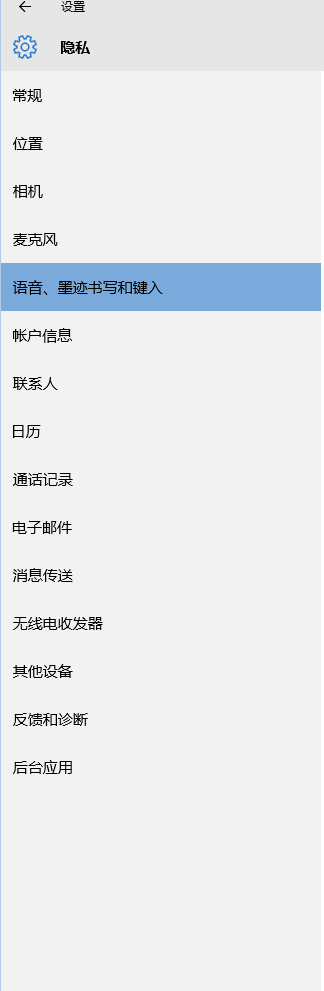 设置
隐私
常规
位置
相机
麦克风
语音、墨迹书写和键入
帐户信息
联系人
日历
通话记录
电子邮件
消息传送
无线电收发器
其他设备
反馈和诊断
后台应用